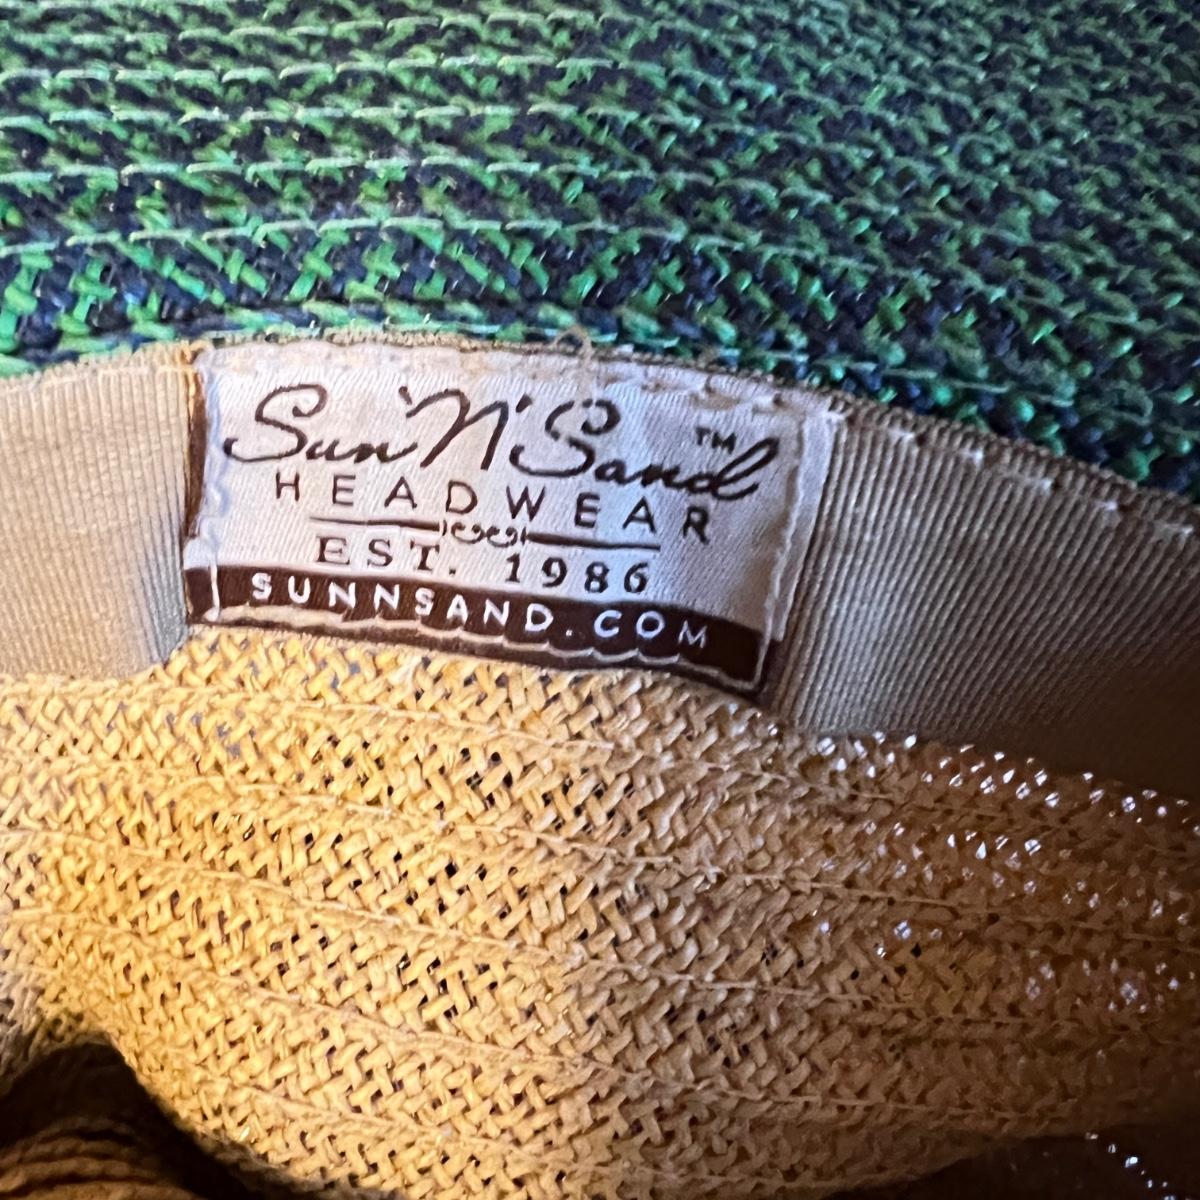 Sun 'N' Sand™
HEADWEAR
EST. 1986
SUNNSAND.COM